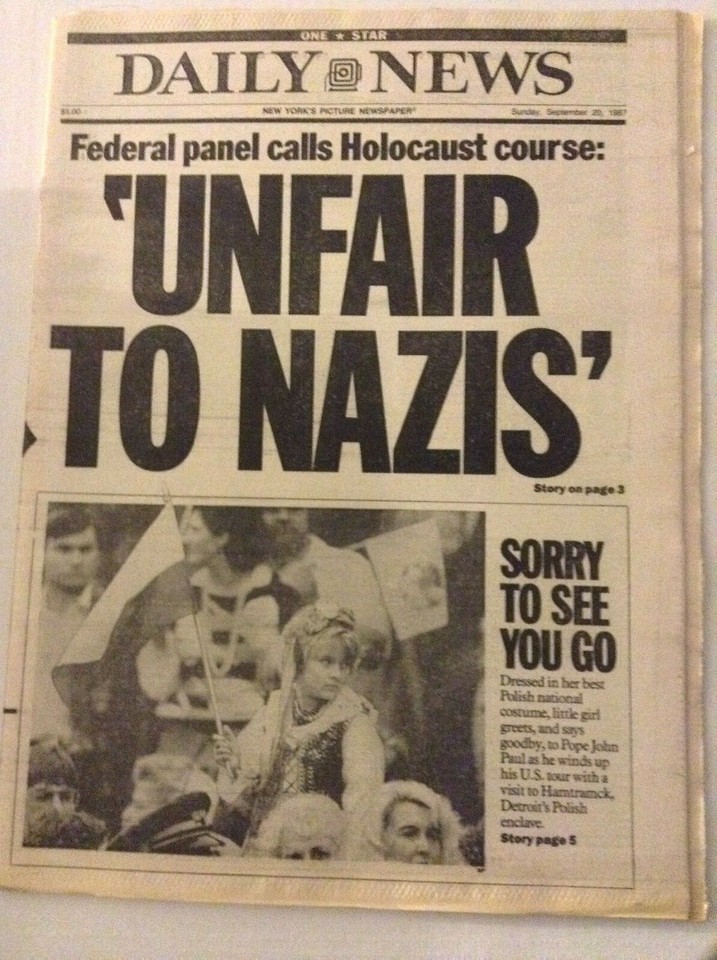 ONE ★ STAR
DAILY NEWS
$1.00
NEW YORK'S PICTURE NEWSPAPER®
Sunday, September 20, 1987
Federal panel calls Holocaust course:
'UNFAIR
TO NAZIS'
Story on page 3
SORRY
TO SEE
YOU GO
Dressed in her best
Polish national
costume, little girl
greets, and says
goodby, to Pope John
Paul as he winds up
his U.S. tour with a
visit to Hamtramck,
Detroit's Polish
enclave.
Story page 5